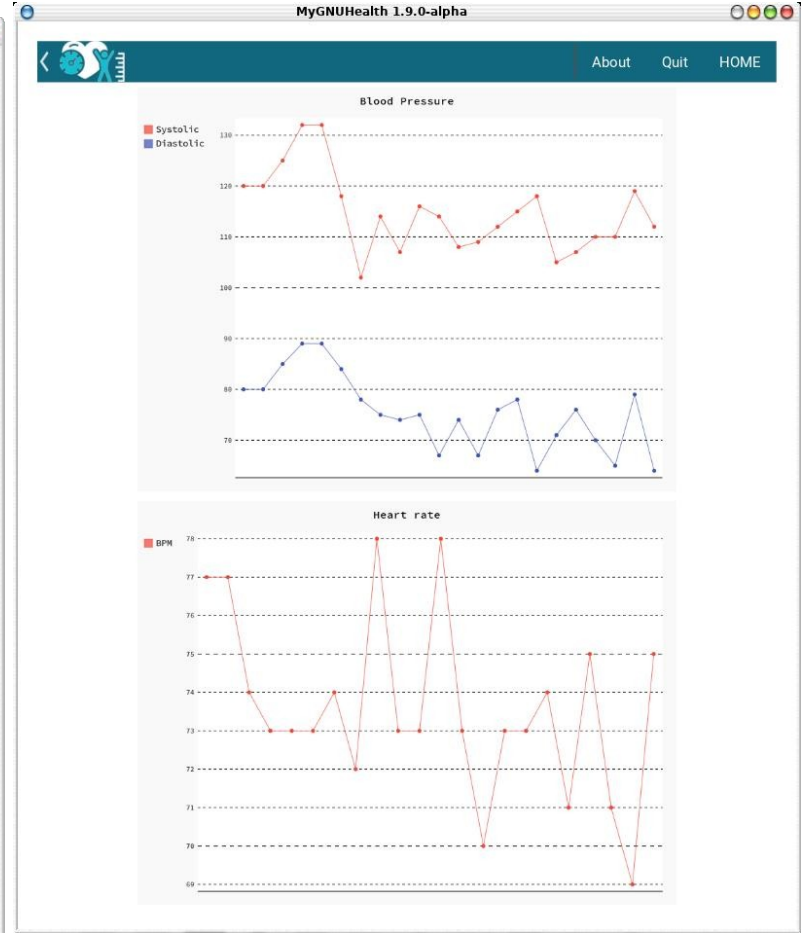 MyGNUHealth 1.9.0-alpha
About Quit HOME
Blood Pressure
Systolic
Diastolic
130
120
110
100
90
80
70
Heart rate
BPM
78
77
76
75
74
73
72
71
70
69